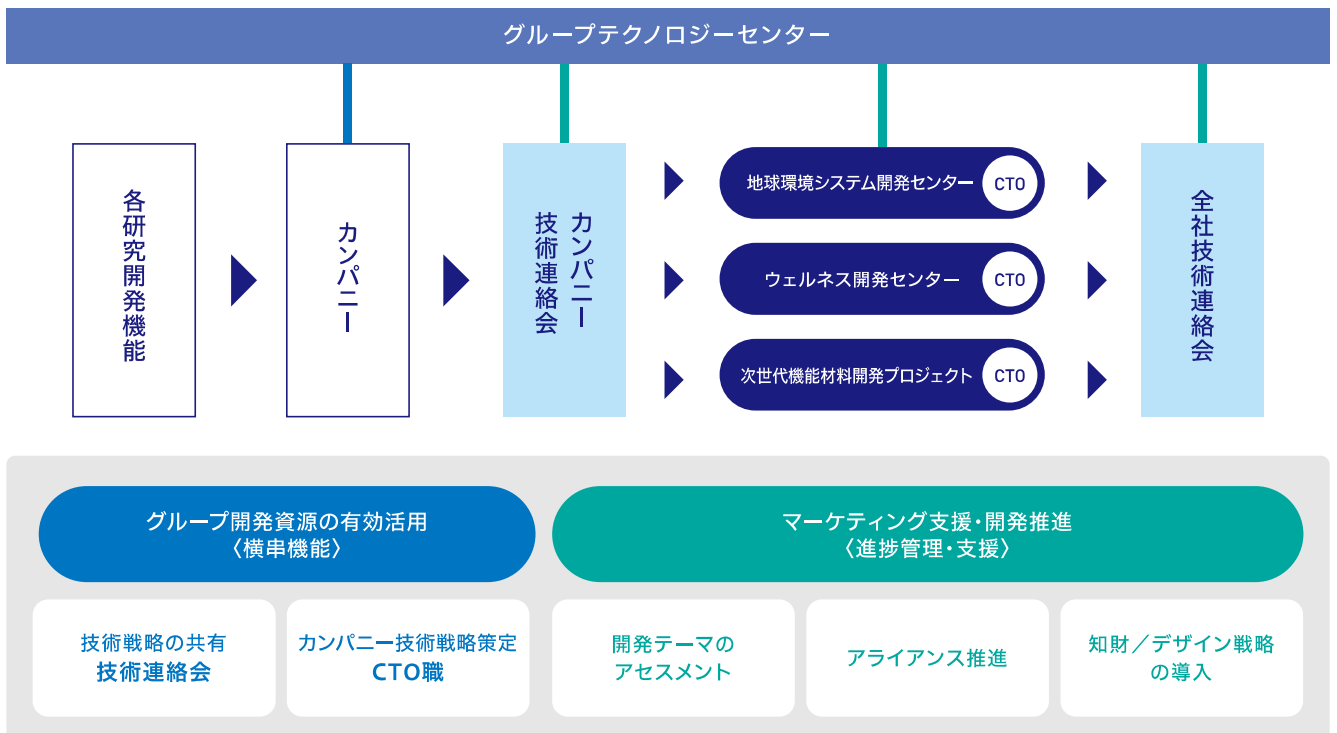 グループテクノロジーセンター
各研究開発機能
カンパニー
カンパニー
技術連絡会
地球環境システム開発センター
CTO
ウェルネス開発センター
CTO
次世代機能材料開発プロジェクト
CTO
全社技術連絡会
グループ開発資源の有効活用
〈横串機能〉
マーケティング支援・開発推進
〈進捗管理・支援〉
技術戦略の共有
技術連絡会
カンパニー技術戦略策定
CTO職
開発テーマの
アセスメント
アライアンス推進
知財／デザイン戦略
の導入